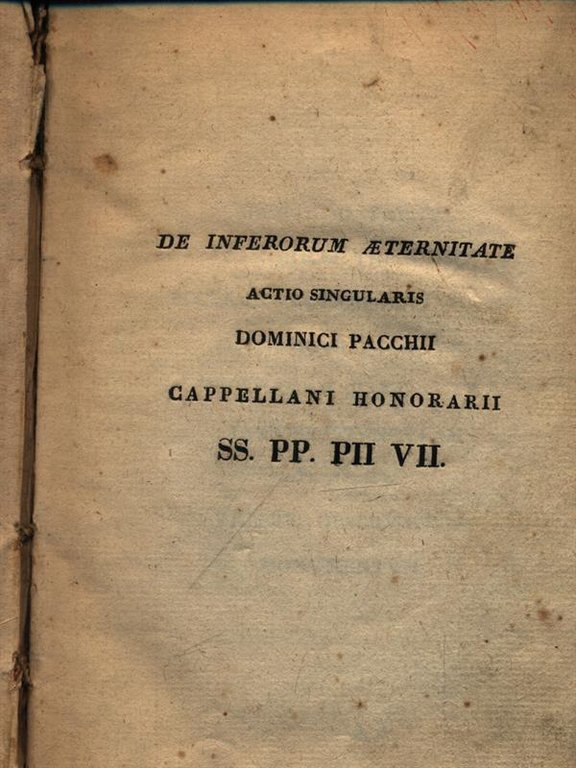 DE INFERORUM ÆTERNITATE
ACTIO SINGULARIS
DOMINICI PACCHII
CAPPELLANI HONORARII
SS. PP. PII VII.